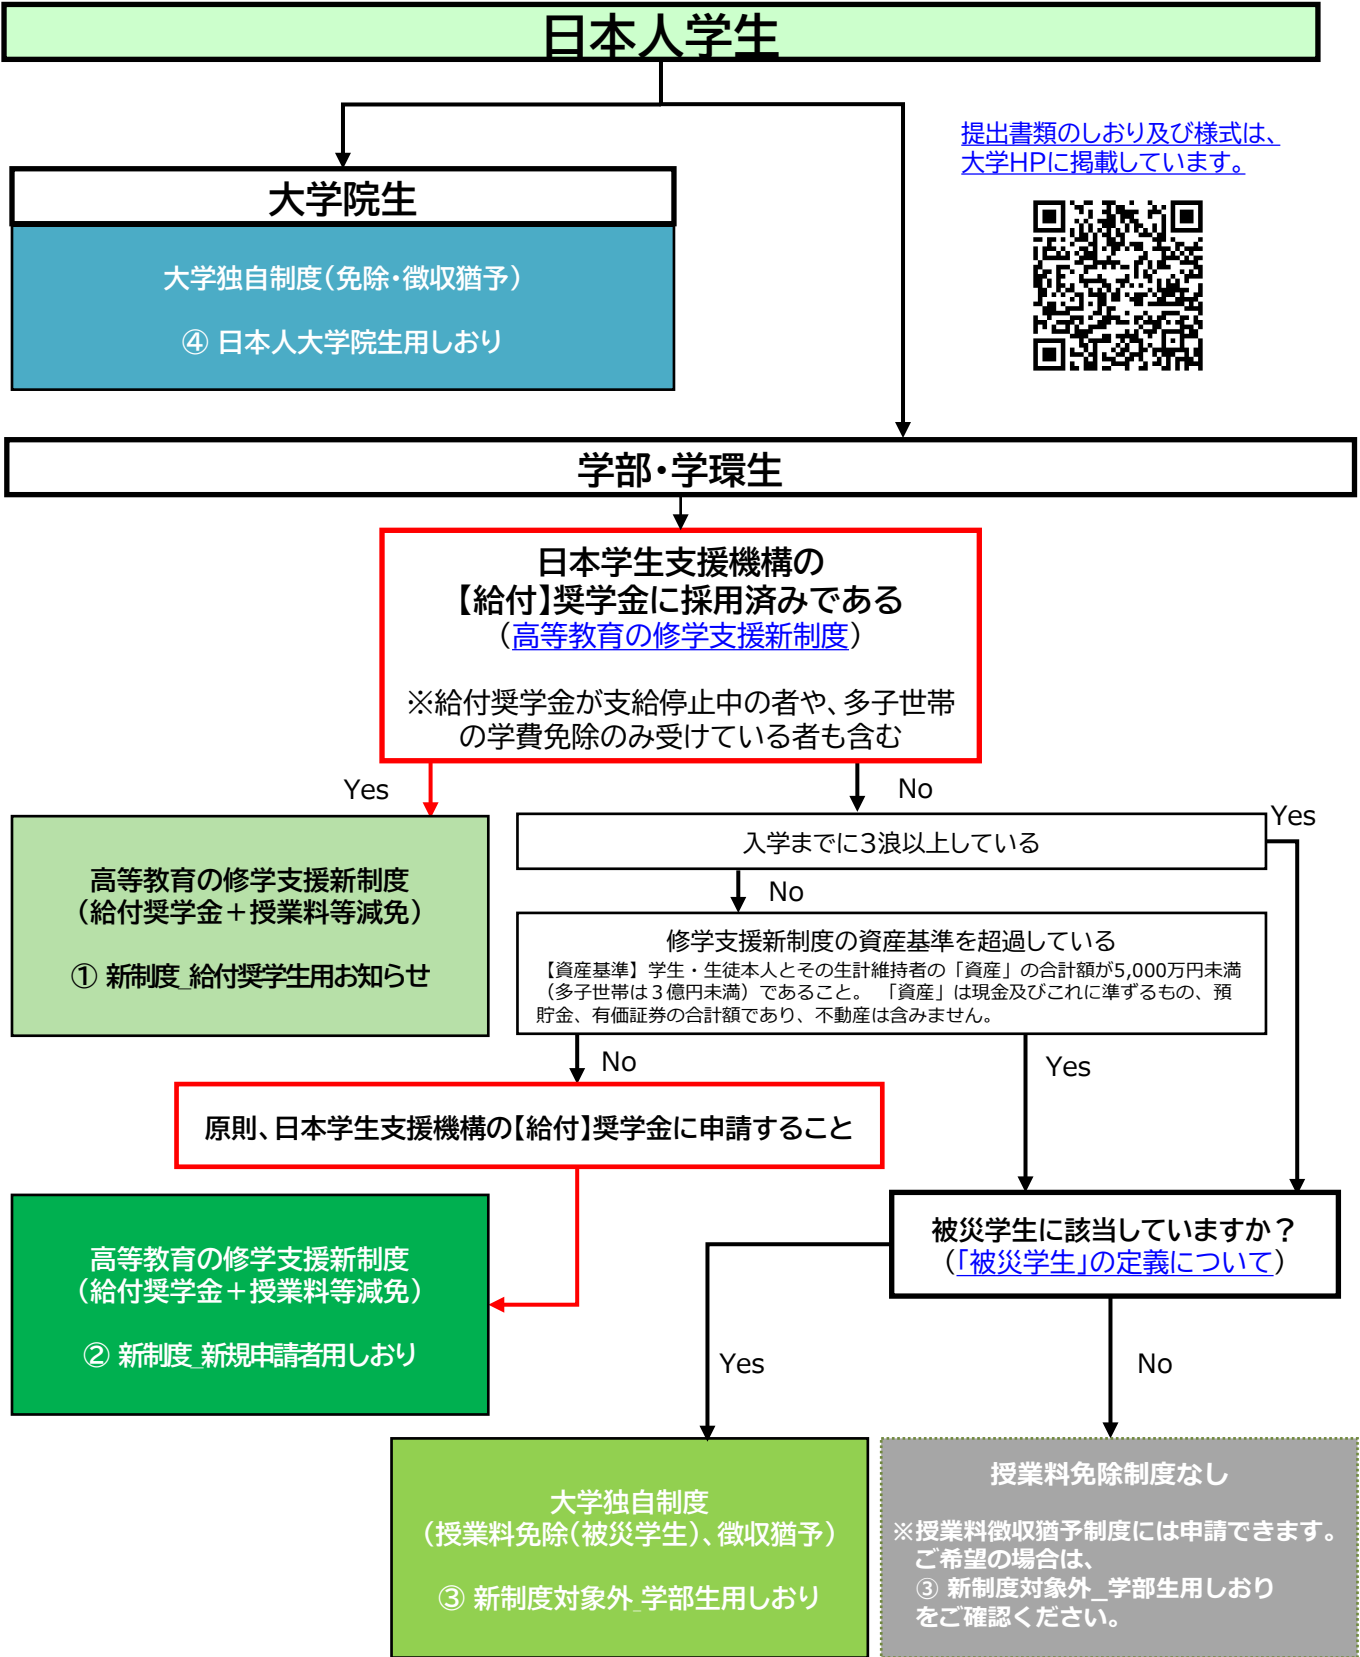 日本人学生
提出書類のしおり及び様式は、
大学HPに掲載しています。
大学院生
大学独自制度（免除・徴収猶予）
④ 日本人大学院生用しおり
学部・学環生
日本学生支援機構の
【給付】奨学金に採用済みである
（高等教育の修学支援新制度）
※給付奨学金が支給停止中の者や、多子世帯
の学費免除のみ受けている者も含む
Yes
No
高等教育の修学支援新制度
（給付奨学金＋授業料等減免）
① 新制度_給付奨学生用お知らせ
入学までに３浪以上している
Yes
No
修学支援新制度の資産基準を超過している
【資産基準】学生・生徒本人とその生計維持者の「資産」の合計額が5,000万円未満
（多子世帯は３億円未満）であること。 「資産」は現金及びこれに準ずるもの、預
貯金、有価証券の合計額であり、不動産は含みません。
No
Yes
原則、日本学生支援機構の【給付】奨学金に申請すること
高等教育の修学支援新制度
（給付奨学金＋授業料等減免）
② 新制度_新規申請者用しおり
被災学生に該当していますか？
（「被災学生」の定義について）
Yes
No
大学独自制度
（授業料免除（被災学生）、徴収猶予）
③ 新制度対象外_学部生用しおり
授業料免除制度なし
※授業料徴収猶予制度には申請できます。
ご希望の場合は、
③ 新制度対象外_学部生用しおり
をご確認ください。